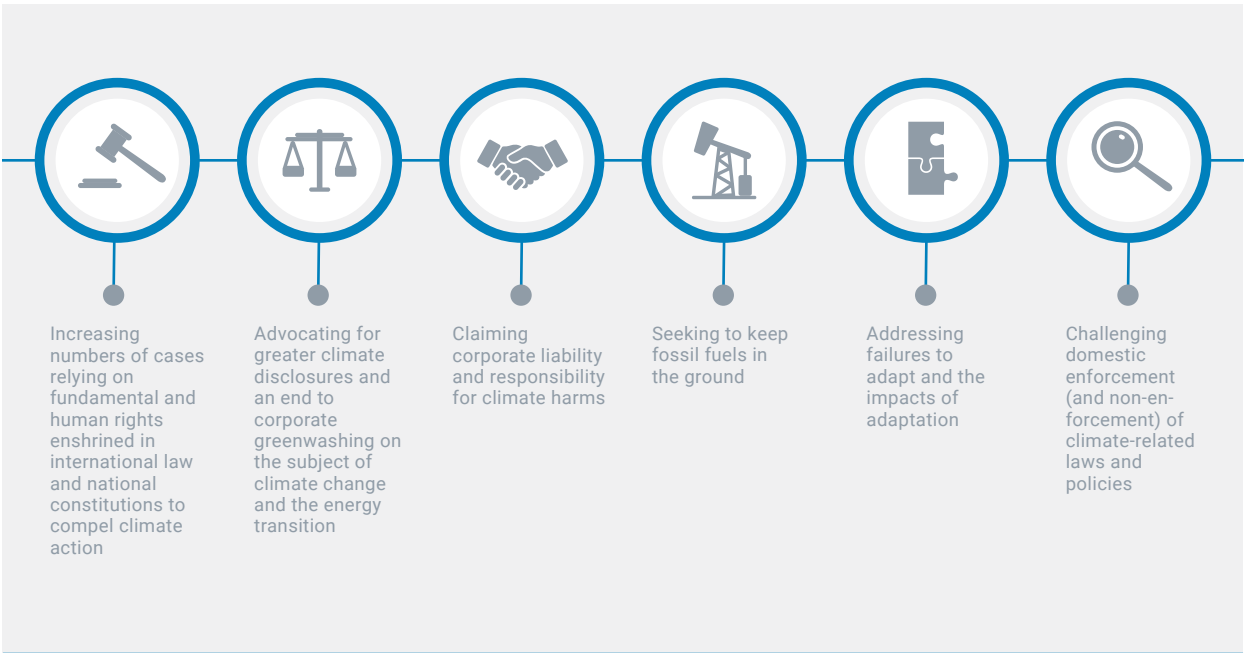 Increasing
numbers of cases
relying on
fundamental and
human rights
enshrined in
international law
and national
constitutions to
compel climate
action
Advocating for
greater climate
disclosures and
an end to
corporate
greenwashing on
the subject of
climate change
and the energy
transition
Claiming
corporate liability
and responsibility
for climate harms
Seeking to keep
fossil fuels in
the ground
Addressing
failures to
adapt and the
impacts of
adaptation
Challenging
domestic
enforcement
(and non-en-
forcement) of
climate-related
laws and
policies